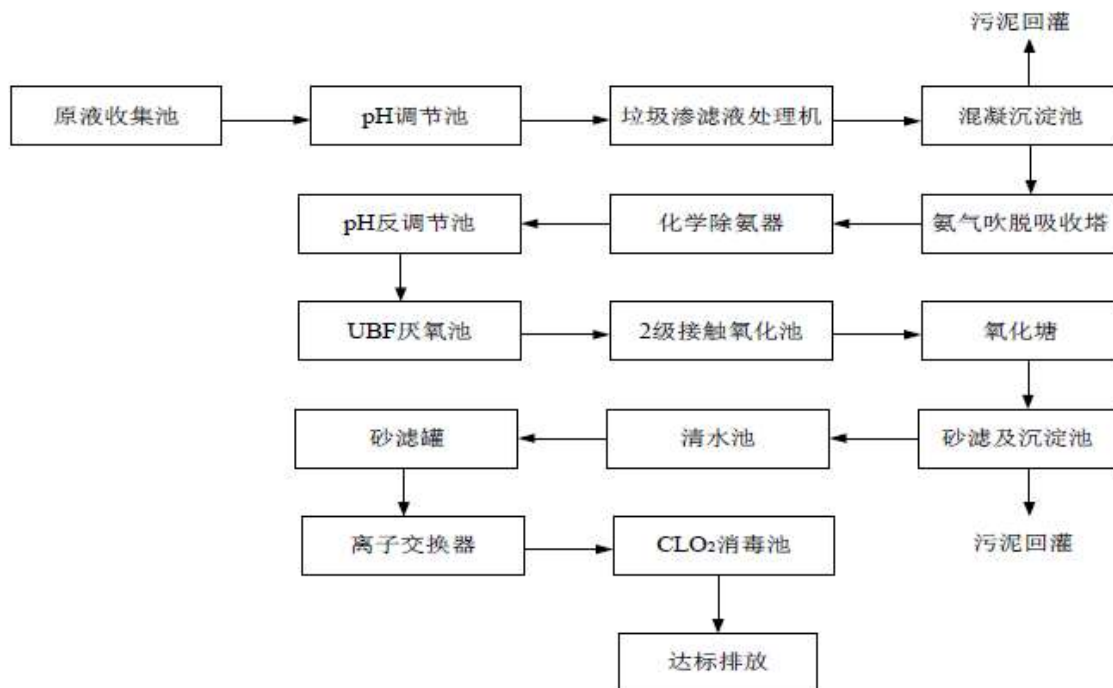 污泥回灌
原液收集池
pH调节池
垃圾渗滤液处理机
混凝沉淀池
pH反调节池
化学除氨器
氨气吹脱吸收塔
UBF厌氧池
2级接触氧化池
氧化塘
砂滤罐
清水池
砂滤及沉淀池
离子交换器
CLO₂消毒池
污泥回灌
达标排放